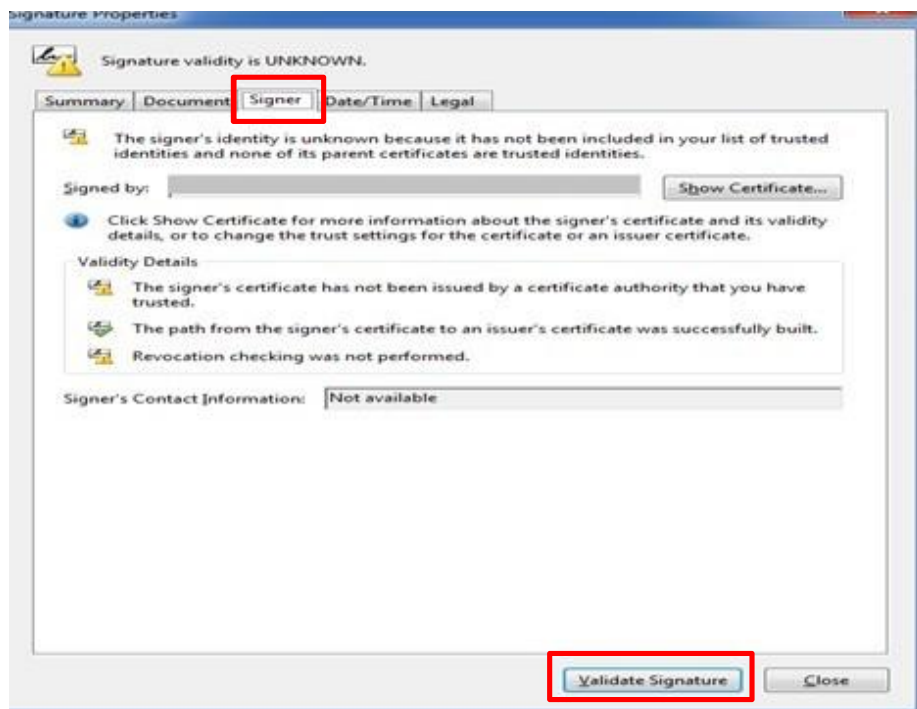 Signature Properties
Signature validity is UNKNOWN.
Summary Document Signer Date/Time Legal
The signer's identity is unknown because it has not been included in your list of trusted
identities and none of its parent certificates are trusted identities.
Signed by:
Show Certificate...
Click Show Certificate for more information about the signer's certificate and its validity
details, or to change the trust settings for the certificate or an issuer certificate.
Validity Details
The signer's certificate has not been issued by a certificate authority that you have
trusted.
The path from the signer's certificate to an issuer's certificate was successfully built.
Revocation checking was not performed.
Signer's Contact Information: Not available
Validate Signature Close